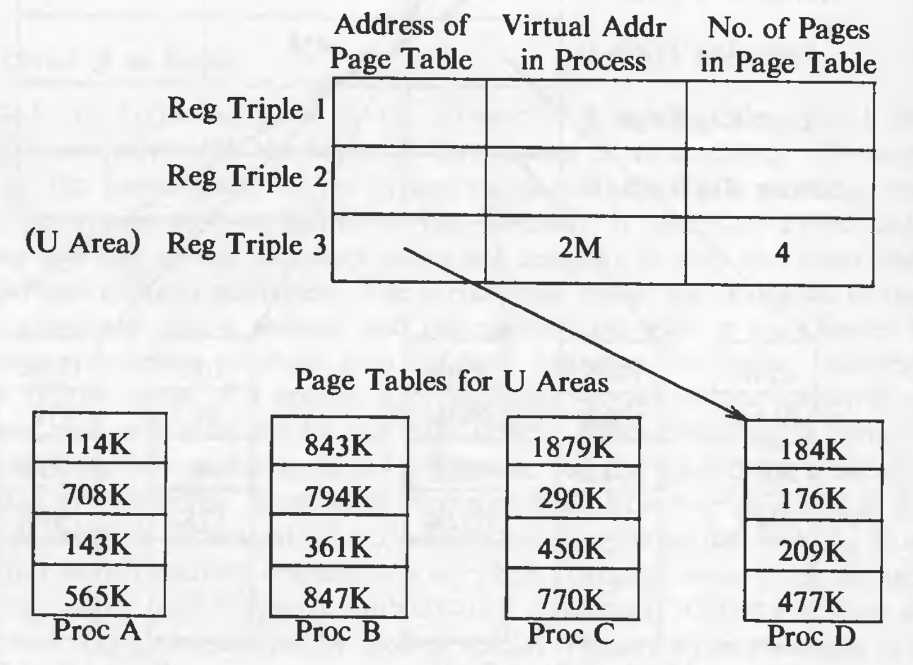 Address of Page Table Virtual Addr in Process No. of Pages in Page Table
Reg Triple 1
Reg Triple 2
(U Area) Reg Triple 3 2M 4
Page Tables for U Areas
114K 843K 1879K 184K
708K 794K 290K 176K
143K 361K 450K 209K
565K 847K 770K 477K
Proc A Proc B Proc C Proc D